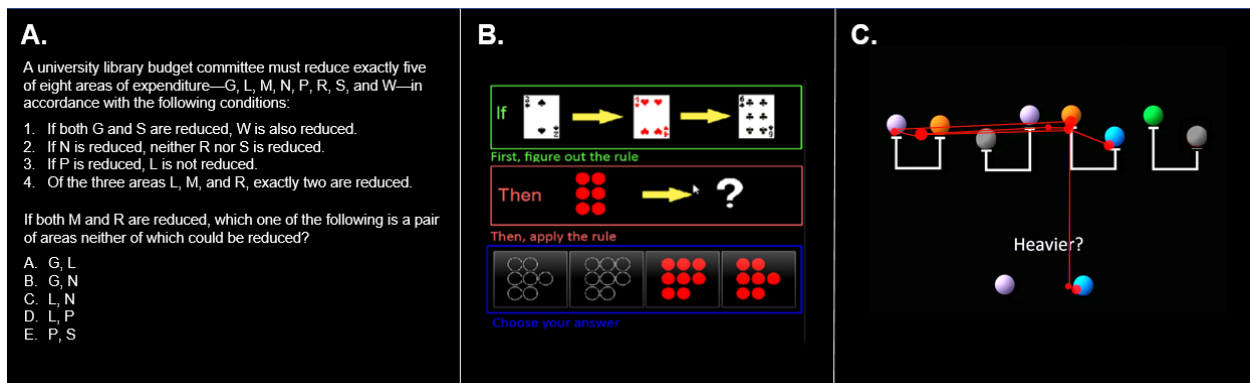 A.
A university library budget committee must reduce exactly five
of eight areas of expenditure—G, L, M, N, P, R, S, and W—in
accordance with the following conditions:
1. If both G and S are reduced, W is also reduced.
2. If N is reduced, neither R nor S is reduced.
3. If P is reduced, L is not reduced.
4. Of the three areas L, M, and R, exactly two are reduced.
If both M and R are reduced, which one of the following is a pair
of areas neither of which could be reduced?
A. G, L
B. G, N
C. L, N
D. L, P
E. P, S
B.
If
First, figure out the rule
Then ?
Then, apply the rule
Choose your answer
C.
Heavier?